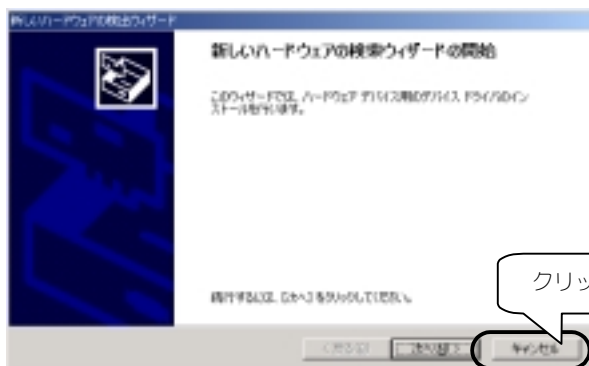 新しいハードウェアの検出ウィザード
新しいハードウェアの検索ウィザードの開始
このウィザードでは、ハードウェア デバイス用のデバイス ドライバのイン
ストールを行います。
続行するには、[次へ] をクリックしてください。
クリッ
< 戻る(B)
次へ(N) >
キャンセル